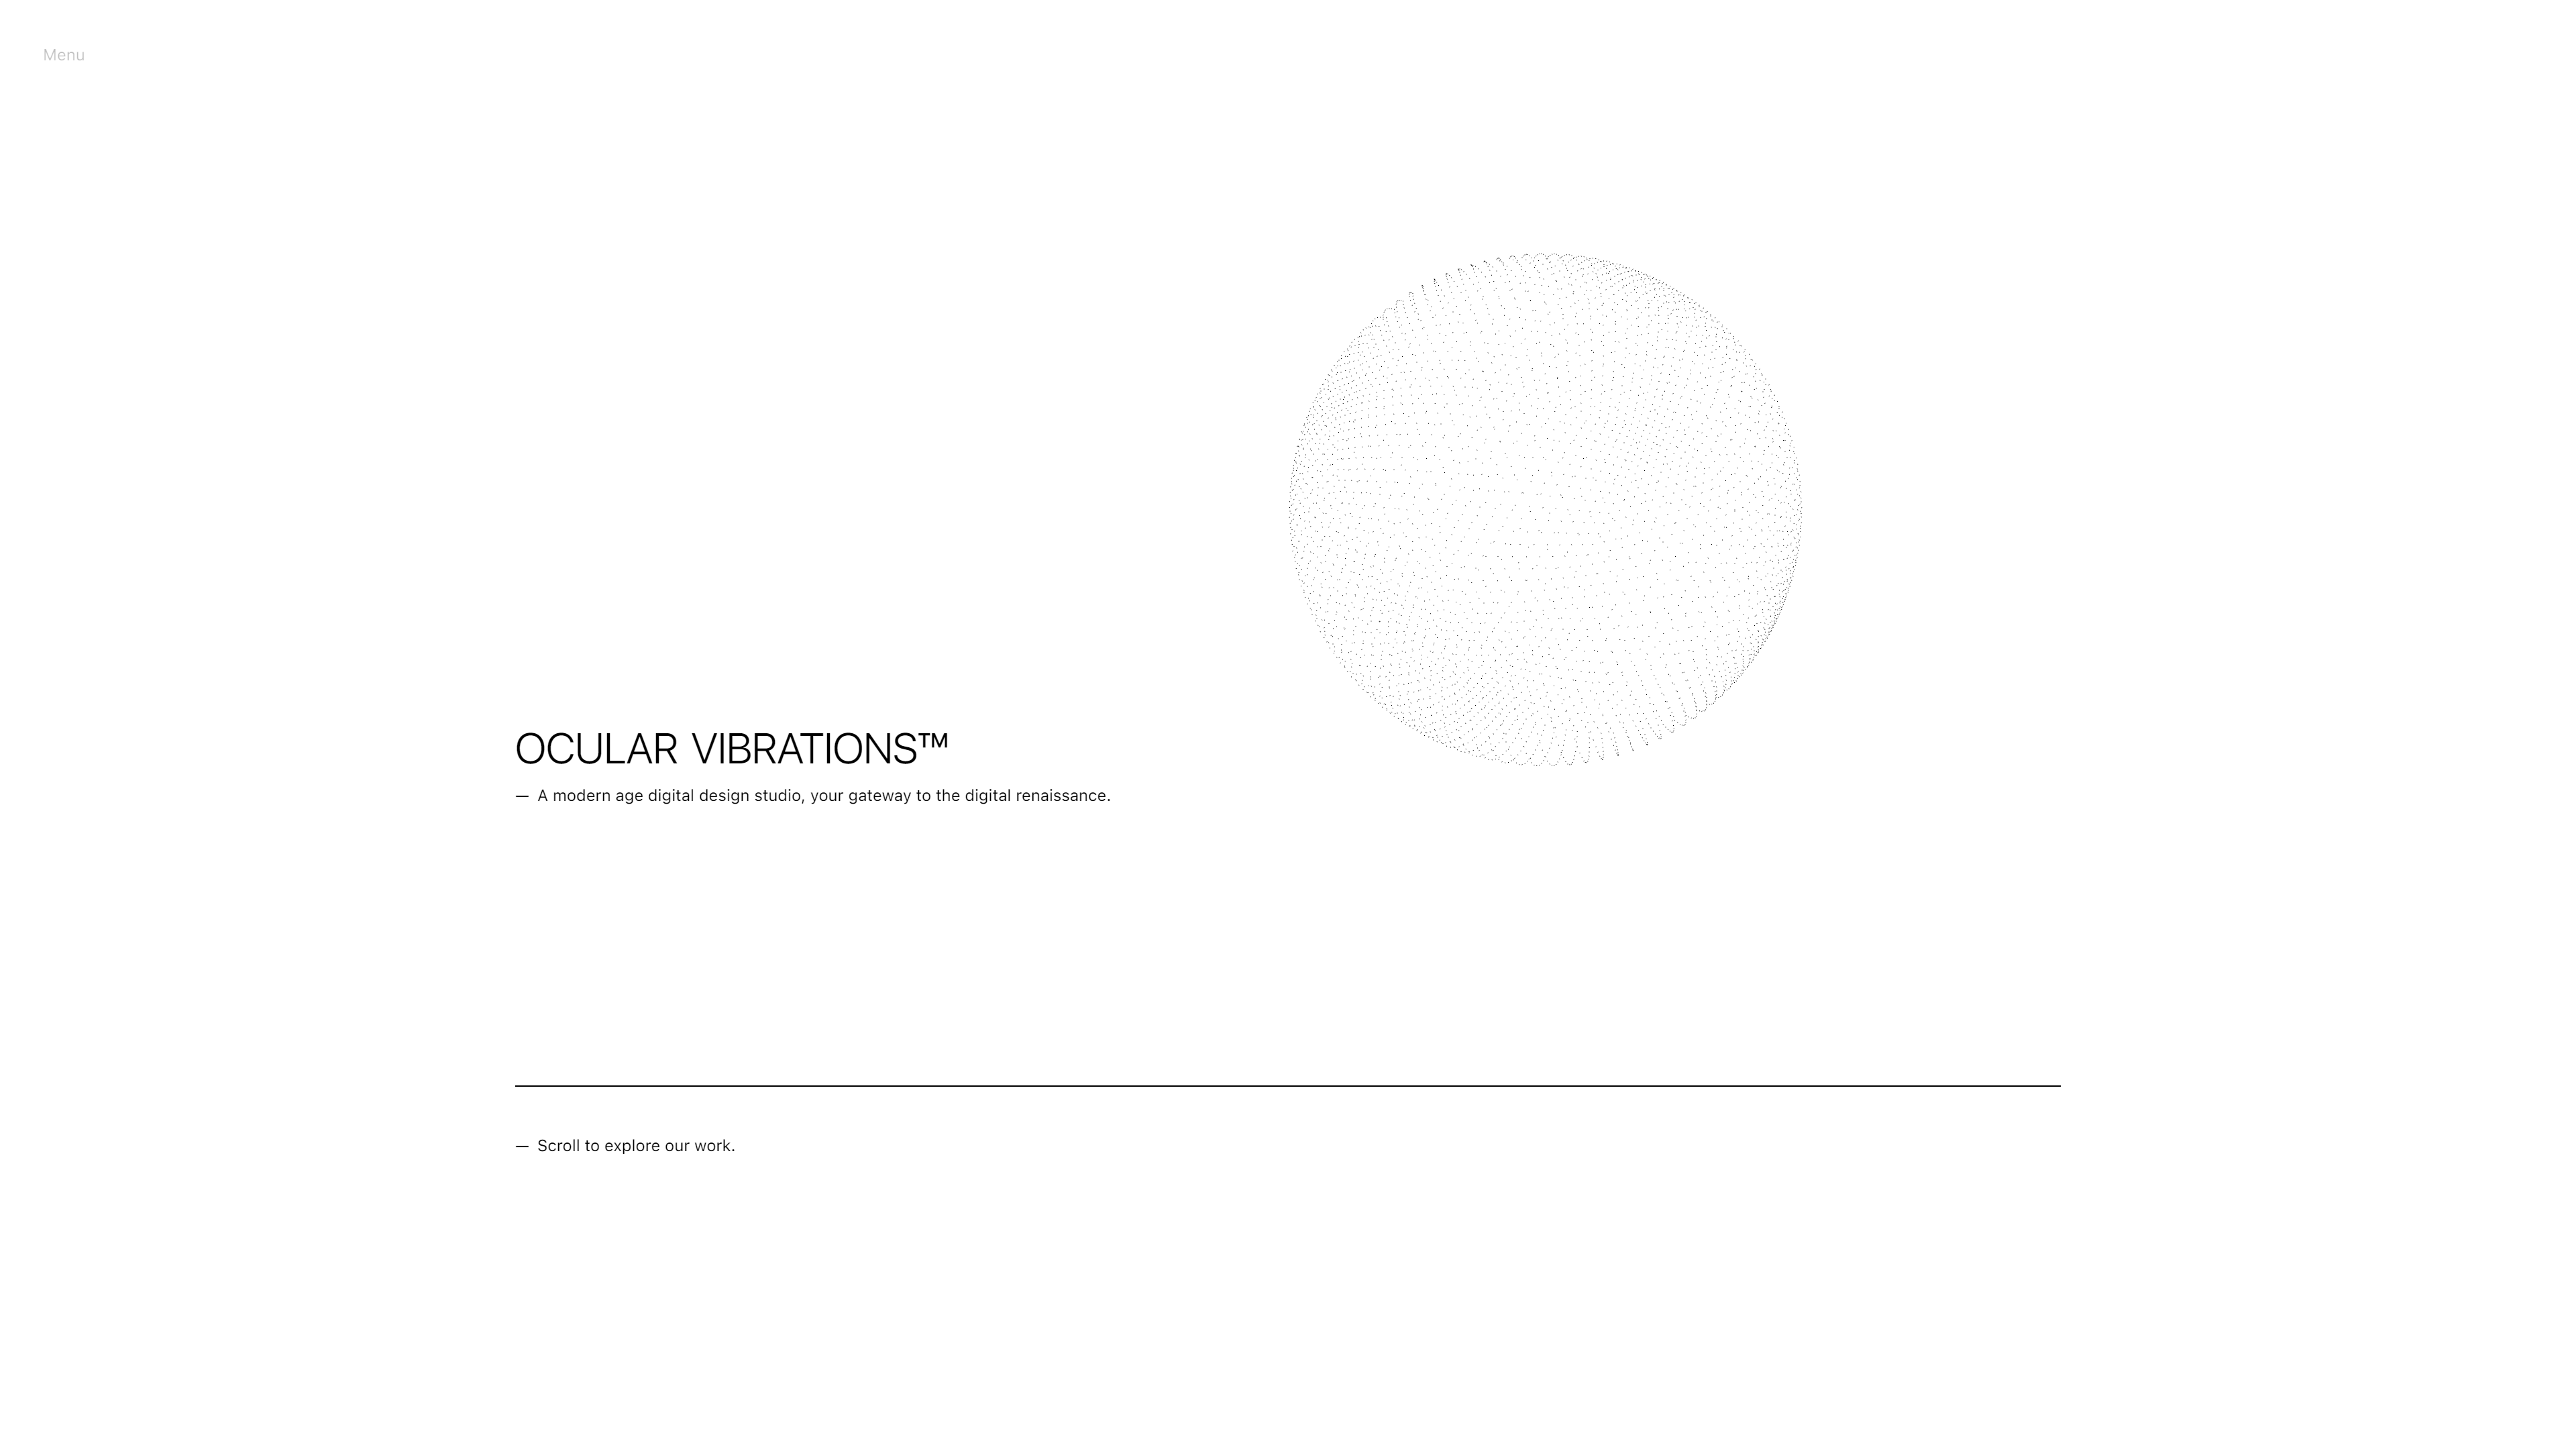 Menu
OCULAR VIBRATIONS™
— A modern age digital design studio, your gateway to the digital renaissance.
— Scroll to explore our work.